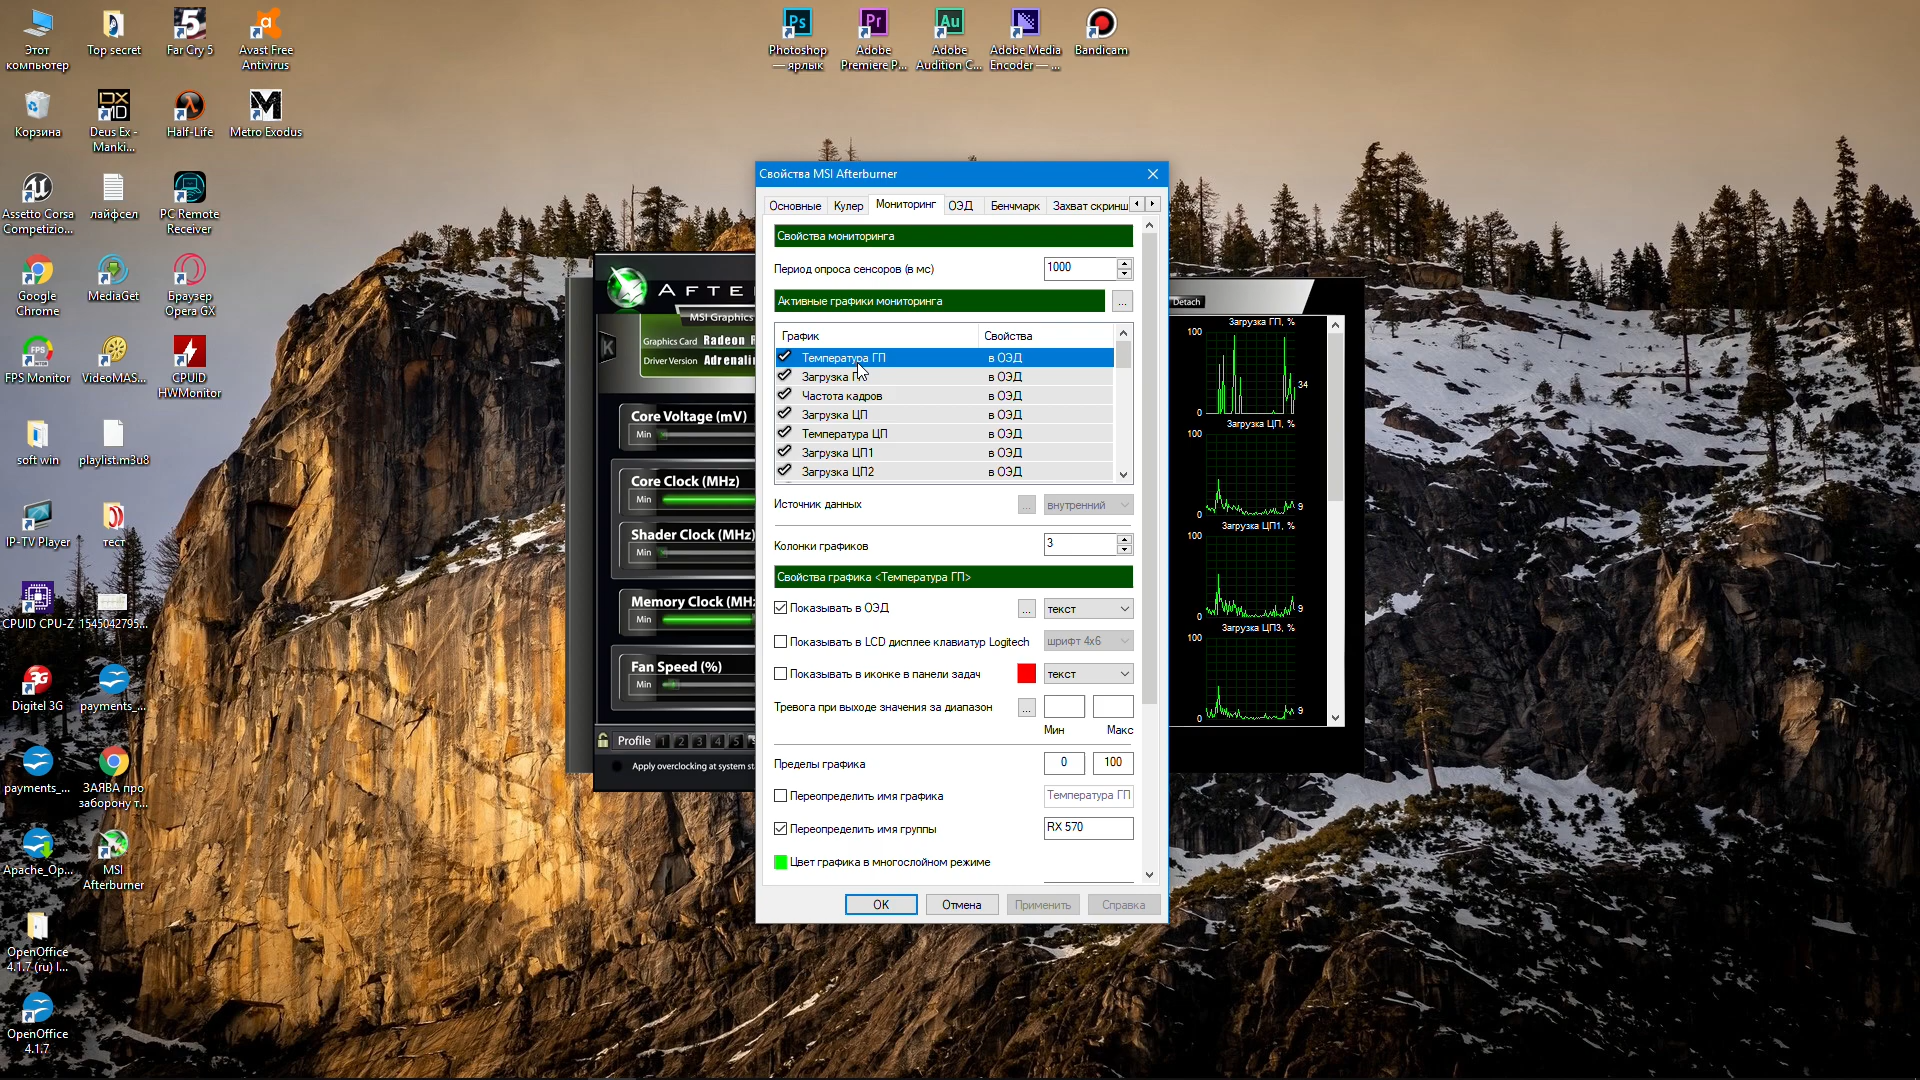 Этот
компьютер
Top secret
Far Cry 5
Avast Free
Antivirus
Photoshop
— ярлык
Adobe
Premiere P...
Adobe
Audition C...
Adobe Media
Encoder — ...
Bandicam
Корзина
Deus Ex -
Manki...
Half-Life
Metro Exodus
Assetto Corsa
Competizio...
лайфсел
PC Remote
Receiver
Google
Chrome
MediaGet
Браузер
Opera GX
FPS Monitor
VideoMAS...
CPUID
HWMonitor
soft win
playlist.m3u8
IP-TV Player
тест
CPUID CPU-Z
1545042795...
Digitel 3G
payments_...
payments_...
ЗАЯВА про
заборону т...
Apache_Op...
MSI
Afterburner
OpenOffice
4.1.7 (ru) I...
OpenOffice
4.1.7
AFTE
MSI Graphics
Graphics Card Radeon
Driver Version Adrenali
Core Voltage (mV)
Min
Core Clock (MHz)
Min
Shader Clock (MHz)
Min
Memory Clock (MH
Min
Fan Speed (%)
Min
Profile 1 2 3 4 5
Apply overclocking at system st
Свойства MSI Afterburner
Основные Кулер Мониторинг ОЭД Бенчмарк Захват скринш
Свойства мониторинга
Период опроса сенсоров (в мс) 1000
Активные графики мониторинга ...
График Свойства
Температура ГП в ОЭД
Загрузка в ОЭД
Частота кадров в ОЭД
Загрузка ЦП в ОЭД
Температура ЦП в ОЭД
Загрузка ЦП1 в ОЭД
Загрузка ЦП2 в ОЭД
Источник данных ... внутренний
Колонки графиков 3
Свойства графика <Температура ГП>
Показывать в ОЭД ... текст
Показывать в LCD дисплее клавиатур Logitech шрифт 4x6
Показывать в иконке в панели задач текст
Тревога при выходе значения за диапазон ...
Мин Макс
Пределы графика 0 100
Переопределить имя графика Температура ГП
Переопределить имя группы RX 570
Цвет графика в многослойном режиме
OK Отмена Применить Справка
Detach
Загрузка ГП, %
100
34
0
Загрузка ЦП, %
100
9
0
Загрузка ЦП1, %
100
9
0
Загрузка ЦП3, %
100
9
0